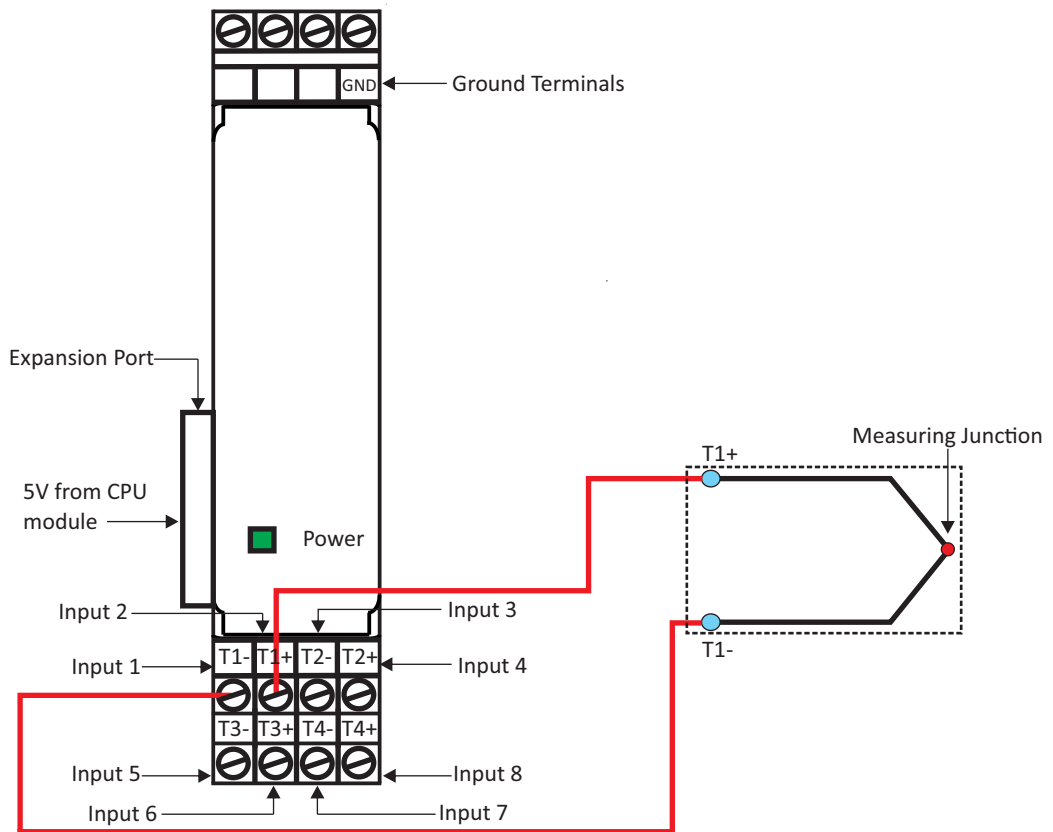 GND
Ground Terminals
Expansion Port
Measuring Junction
T1+
5V from CPU
module
Power
Input 2
Input 3
T1-
Input 1
T1- T1+ T2- T2+
Input 4
T3- T3+ T4- T4+
Input 5
Input 8
Input 6
Input 7